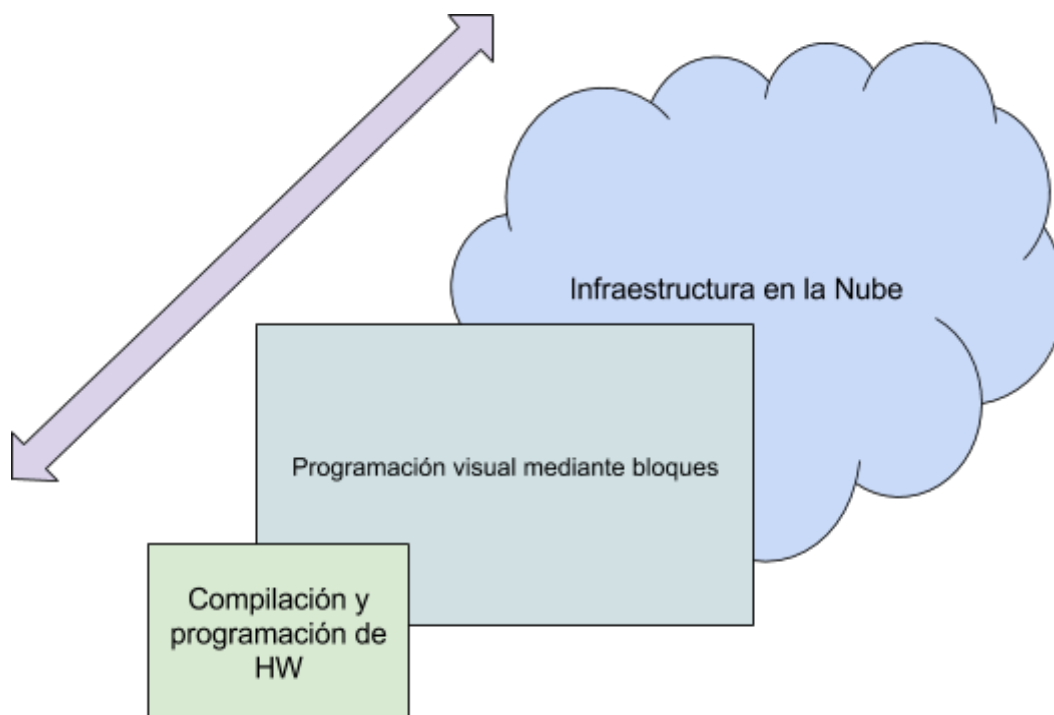 Infraestructura en la Nube
Programación visual mediante bloques
Compilación y
programación de
HW